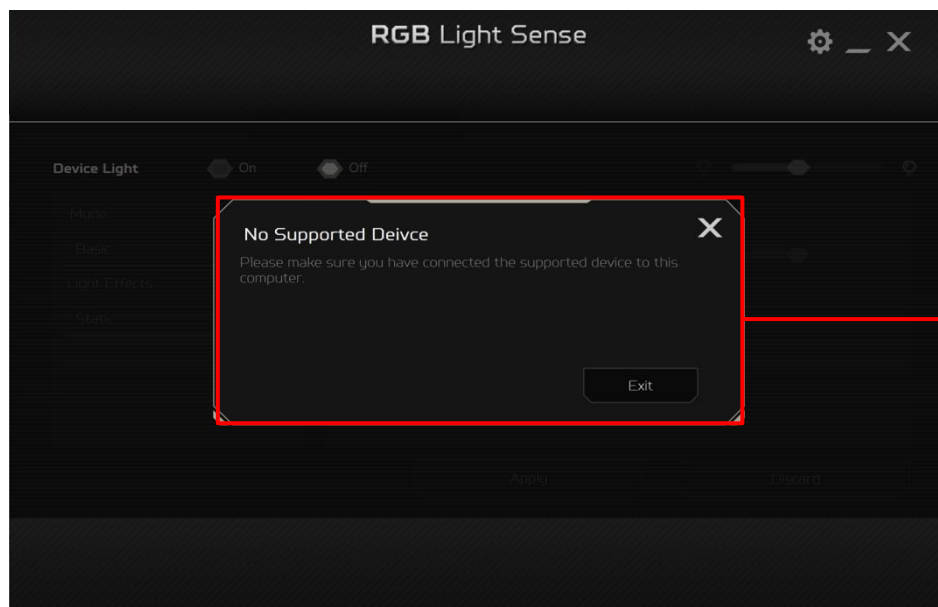 RGB Light Sense
Device Light On Off
Mode
Basic
Light Effects
Static
No Supported Deivce
Please make sure you have connected the supported device to this
computer.
Exit
Apply Discard